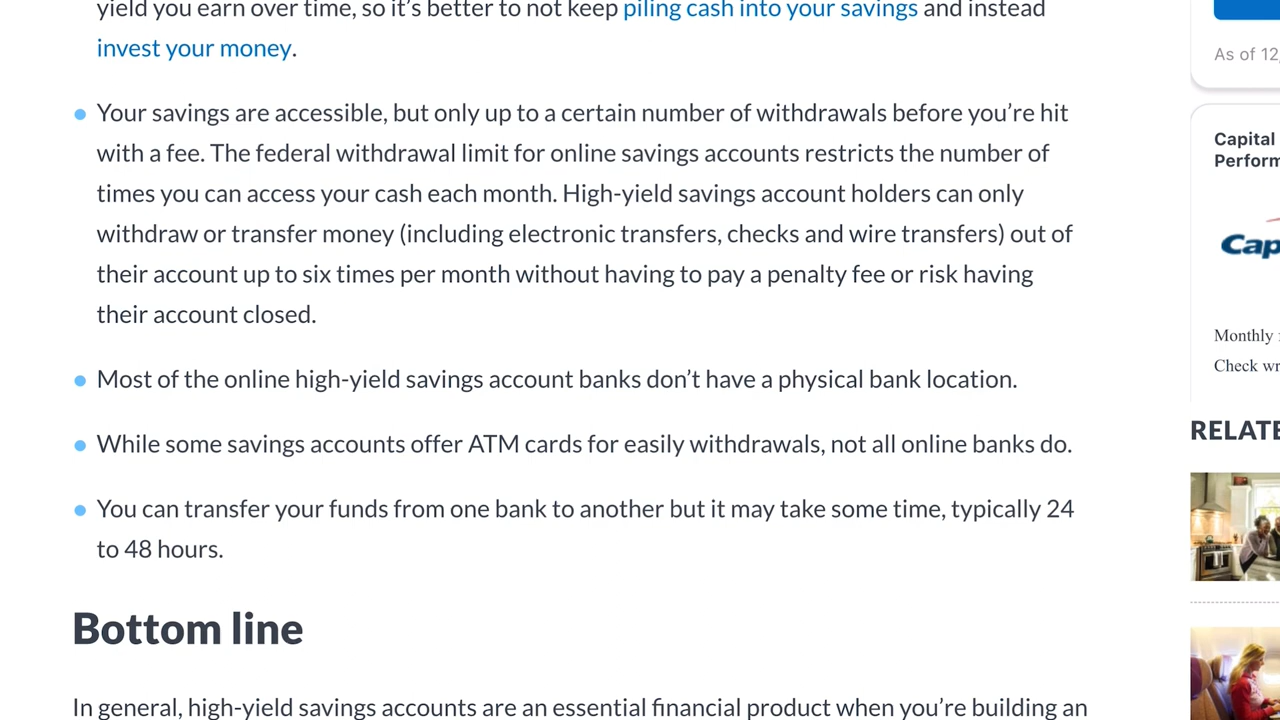 yield you earn over time, so it’s better to not keep piling cash into your savings and instead
invest your money.
Your savings are accessible, but only up to a certain number of withdrawals before you’re hit
with a fee. The federal withdrawal limit for online savings accounts restricts the number of
times you can access your cash each month. High-yield savings account holders can only
withdraw or transfer money (including electronic transfers, checks and wire transfers) out of
their account up to six times per month without having to pay a penalty fee or risk having
their account closed.
Most of the online high-yield savings account banks don’t have a physical bank location.
While some savings accounts offer ATM cards for easily withdrawals, not all online banks do.
You can transfer your funds from one bank to another but it may take some time, typically 24
to 48 hours.
Bottom line
In general, high-yield savings accounts are an essential financial product when you’re building an
As of 12,
Capital
Perform
Cap
Monthly
Check wr
RELATE